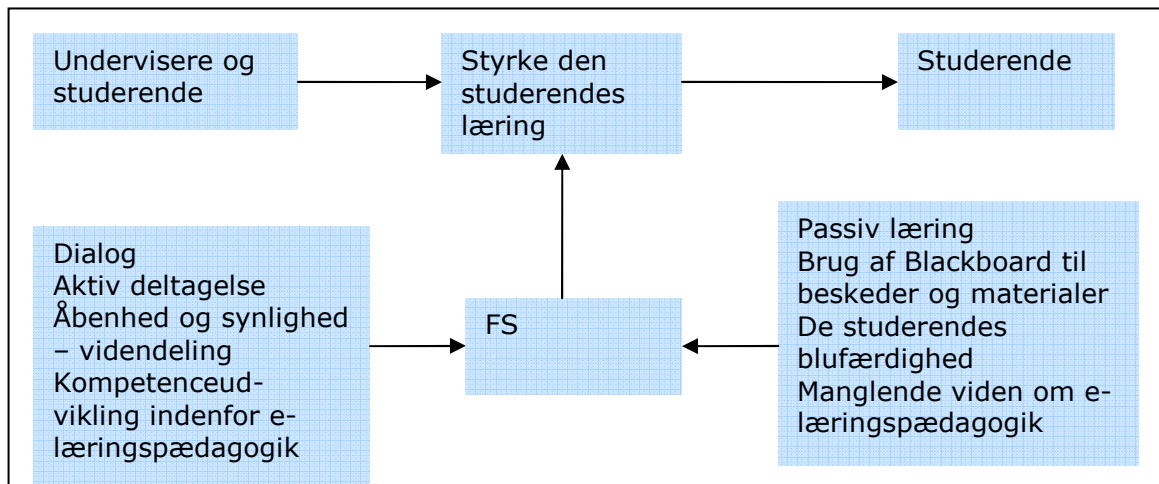 Undervisere og
studerende
Styrke den
studerendes
læring
Studerende
Dialog
Aktiv deltagelse
Åbenhed og synlighed
– videndeling
Kompetenceud-
vikling indenfor e-
læringspædagogik
FS
Passiv læring
Brug af Blackboard til
beskeder og materialer
De studerendes
blufærdighed
Manglende viden om e-
læringspædagogik